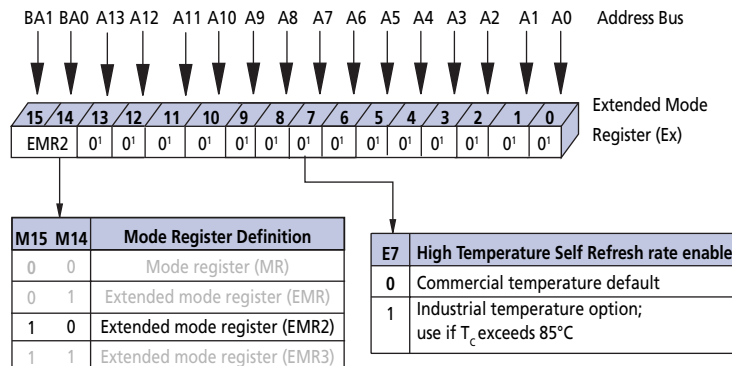 BA1 BA0 A13 A12 A11 A10 A9 A8 A7 A6 A5 A4 A3 A2 A1 A0 Address Bus
15 14 13 12 11 10 9 8 7 6 5 4 3 2 1 0 Extended Mode
EMR2 0¹ 0¹ 0¹ 0¹ 0¹ 0¹ 0¹ 0¹ 0¹ 0¹ 0¹ 0¹ 0¹ 0¹ Register (Ex)
M15 M14 Mode Register Definition
0 0 Mode register (MR)
0 1 Extended mode register (EMR)
1 0 Extended mode register (EMR2)
1 1 Extended mode register (EMR3)
E7 High Temperature Self Refresh rate enable
0 Commercial temperature default
1 Industrial temperature option;
use if T꜀ exceeds 85°C